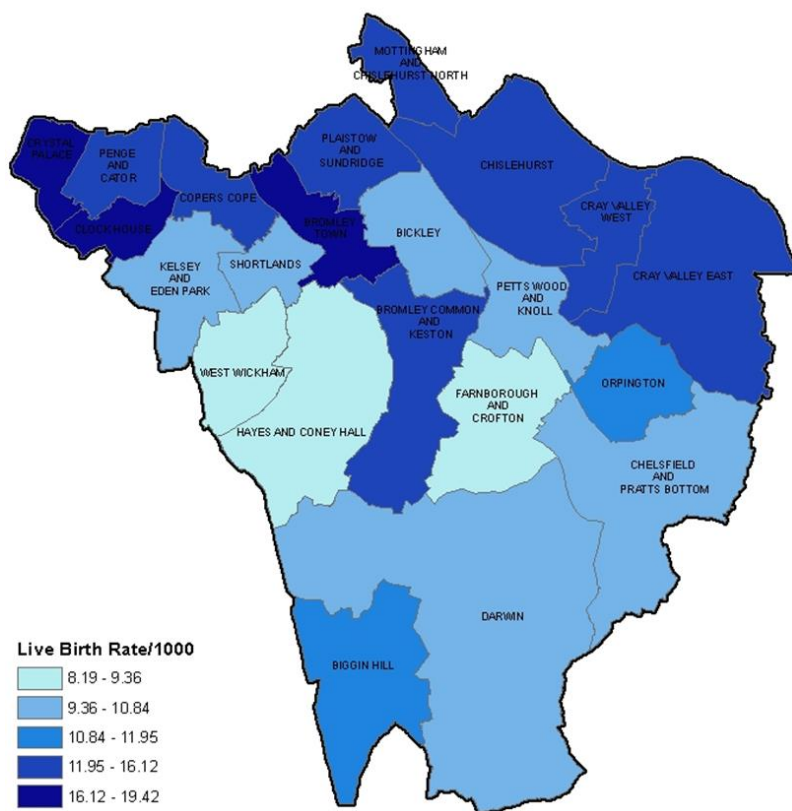 MOTTINGHAM
AND
CHISLEHURST NORTH
CRYSTAL
PALACE
PENGE
AND
CATOR
PLAISTOW
AND
SUNDRIDGE
CHISLEHURST
COPERS COPE
CRAY VALLEY
WEST
CLOCK HOUSE
BROMLEY
TOWN
BICKLEY
KELSEY
AND
EDEN PARK
SHORTLANDS
CRAY VALLEY EAST
PETTS WOOD
AND
KNOLL
BROMLEY COMMON
AND
KESTON
WEST WICKHAM
FARNBOROUGH
AND
CROFTON
ORPINGTON
HAYES AND CONEY HALL
CHELSFIELD
AND
PRATTS BOTTOM
DARWIN
BIGGIN HILL
Live Birth Rate/1000
8.19 - 9.36
9.36 - 10.84
10.84 - 11.95
11.95 - 16.12
16.12 - 19.42